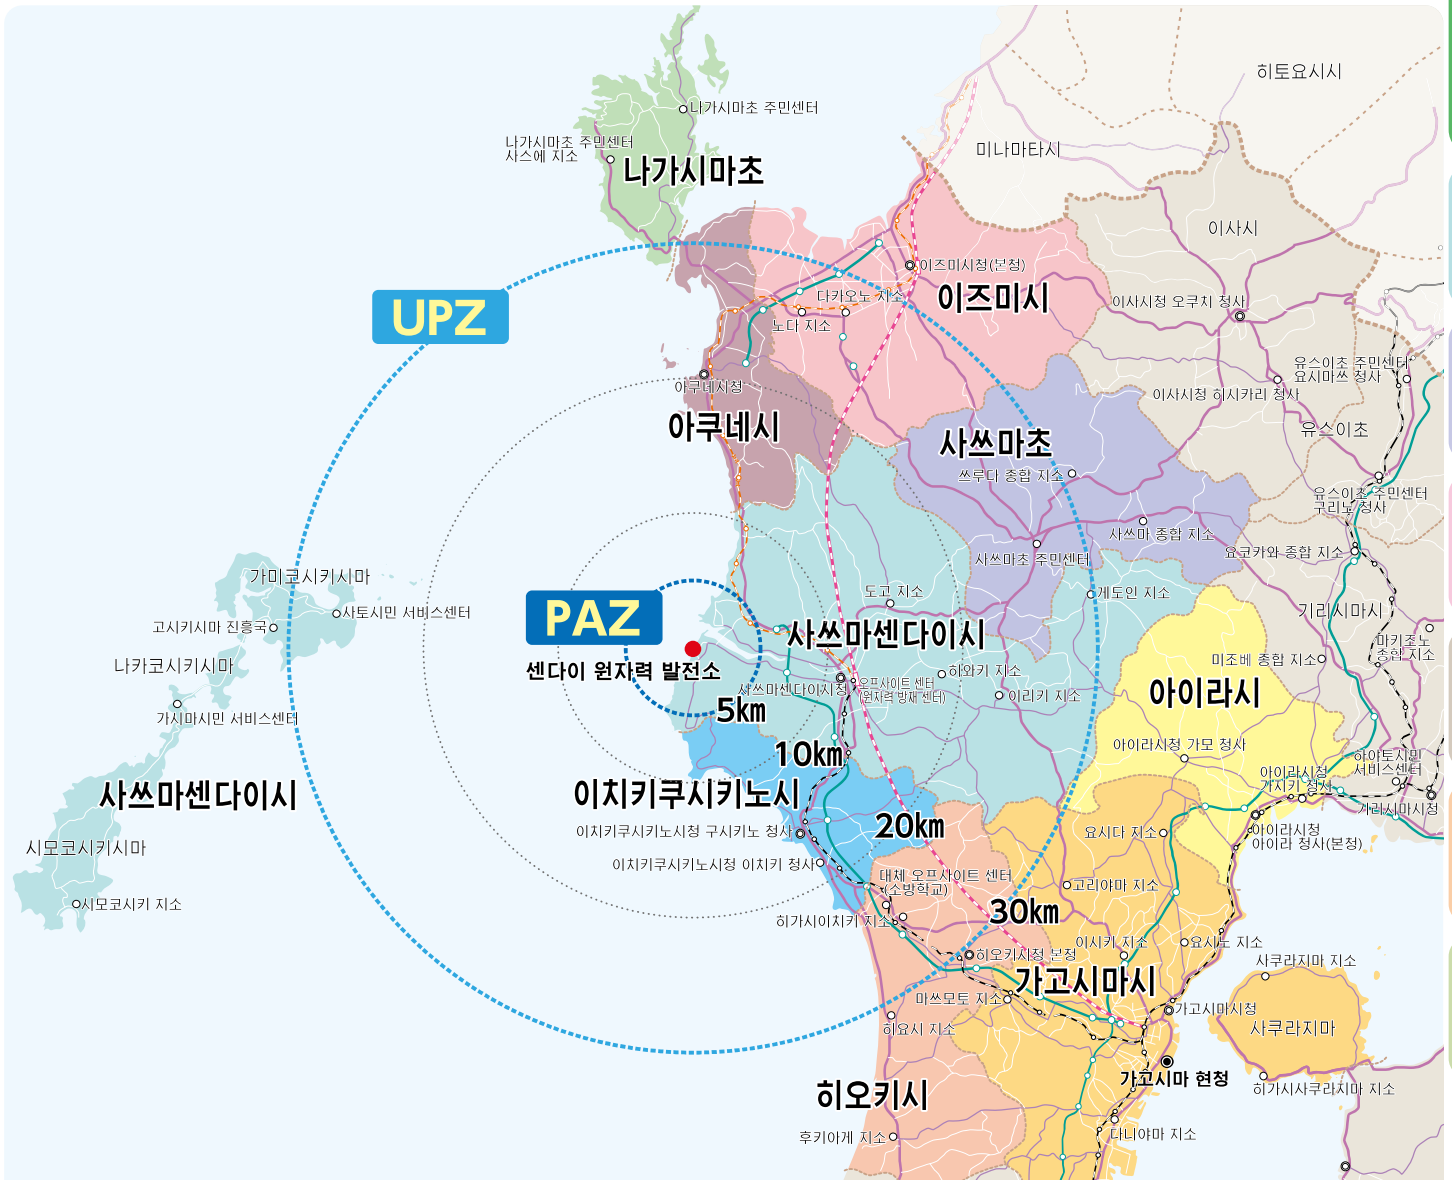 히토요시시
나가시마초 주민센터
나가시마초 주민센터
사스에 지소
나가시마초
미나마타시
이사시
이즈미시청(본청)
이즈미시
다카오노 지소
노다 지소
이사시청 오쿠치 청사
UPZ
유스이초 주민센터
요시마쓰 청사
아쿠네시청
이사시청 히시카리 청사
아쿠네시
사쓰마초
유스이초
쓰루다 종합 지소
유스이초 주민센터
구리노 청사
사쓰마 종합 지소
사쓰마초 주민센터
요코카와 종합 지소
가미코시키시마
도고 지소
게도인 지소
기리시마시
사토시민 서비스센터
고시키시마 진흥국
PAZ
사쓰마센다이시
마키조노
종합 지소
나카코시키시마
센다이 원자력 발전소
히와키 지소
미조베 종합 지소
사쓰마센다이시청
오프사이트 센터
(원자력 방재 센터)
이리키 지소
아이라시
가시마시민 서비스센터
5km
10km
아이라시청 가모 청사
하야토시민
서비스센터
아이라시청
가지키 청사
사쓰마센다이시
이치키쿠시키노시
기리시마시청
20km
이치키쿠시키노시청 구시키노 청사
요시다 지소
아이라시청
아이라 청사(본청)
시모코시키시마
이치키쿠시키노시청 이치키 청사
대체 오프사이트 센터
(소방학교)
고리야마 지소
시모코시키 지소
30km
히가시이치키 지소
이시키 지소
요시노 지소
히오키시청 본청
사쿠라지마 지소
가고시마시
마쓰모토 지소
가고시마시청
히요시 지소
사쿠라지마
가고시마 현청
히오키시
히가시사쿠라지마 지소
후키아게 지소
다니야마 지소